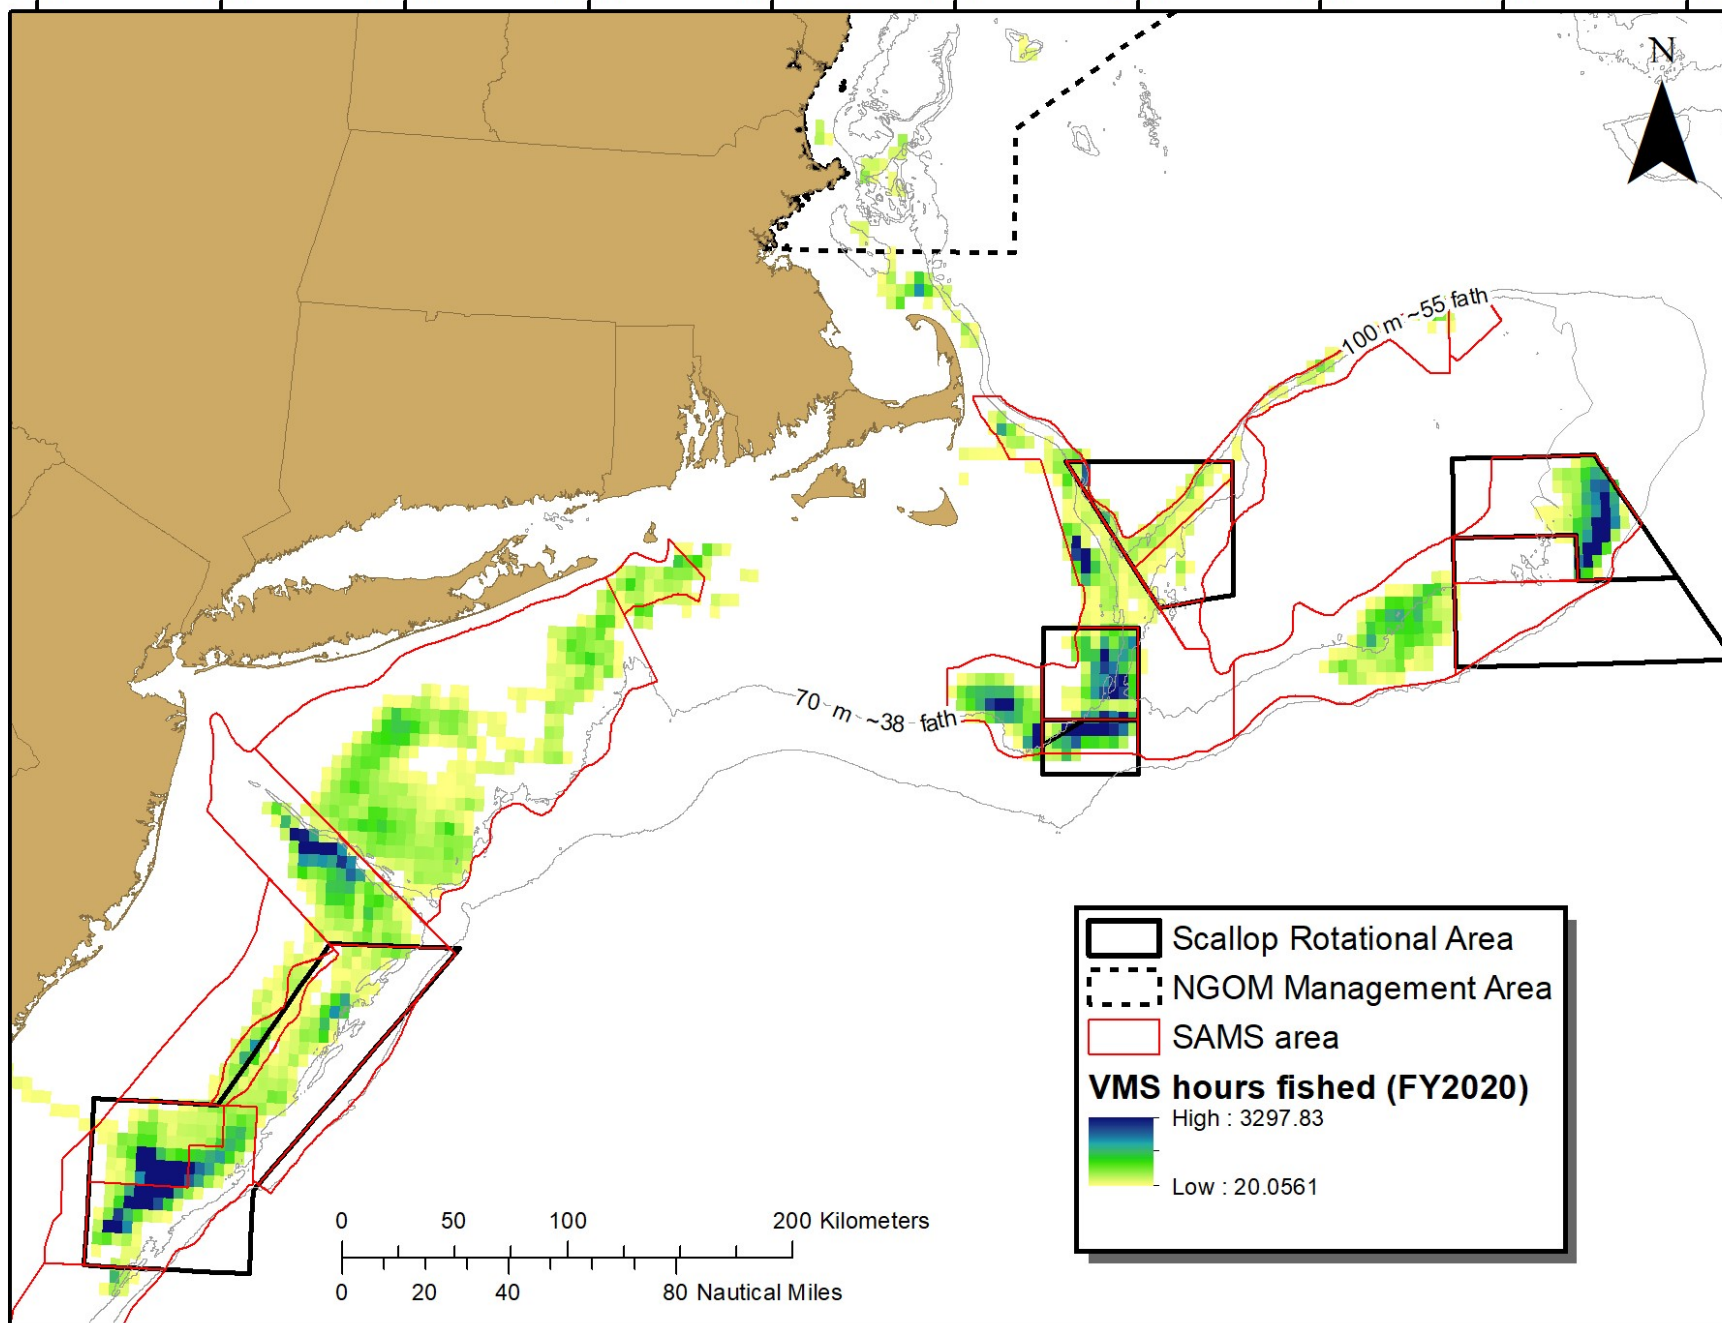 N
100 m ~55 fath
70 m ~38 fath
Scallop Rotational Area
NGOM Management Area
SAMS area
VMS hours fished (FY2020)
High : 3297.83
Low : 20.0561
0 50 100 200 Kilometers
0 20 40 80 Nautical Miles